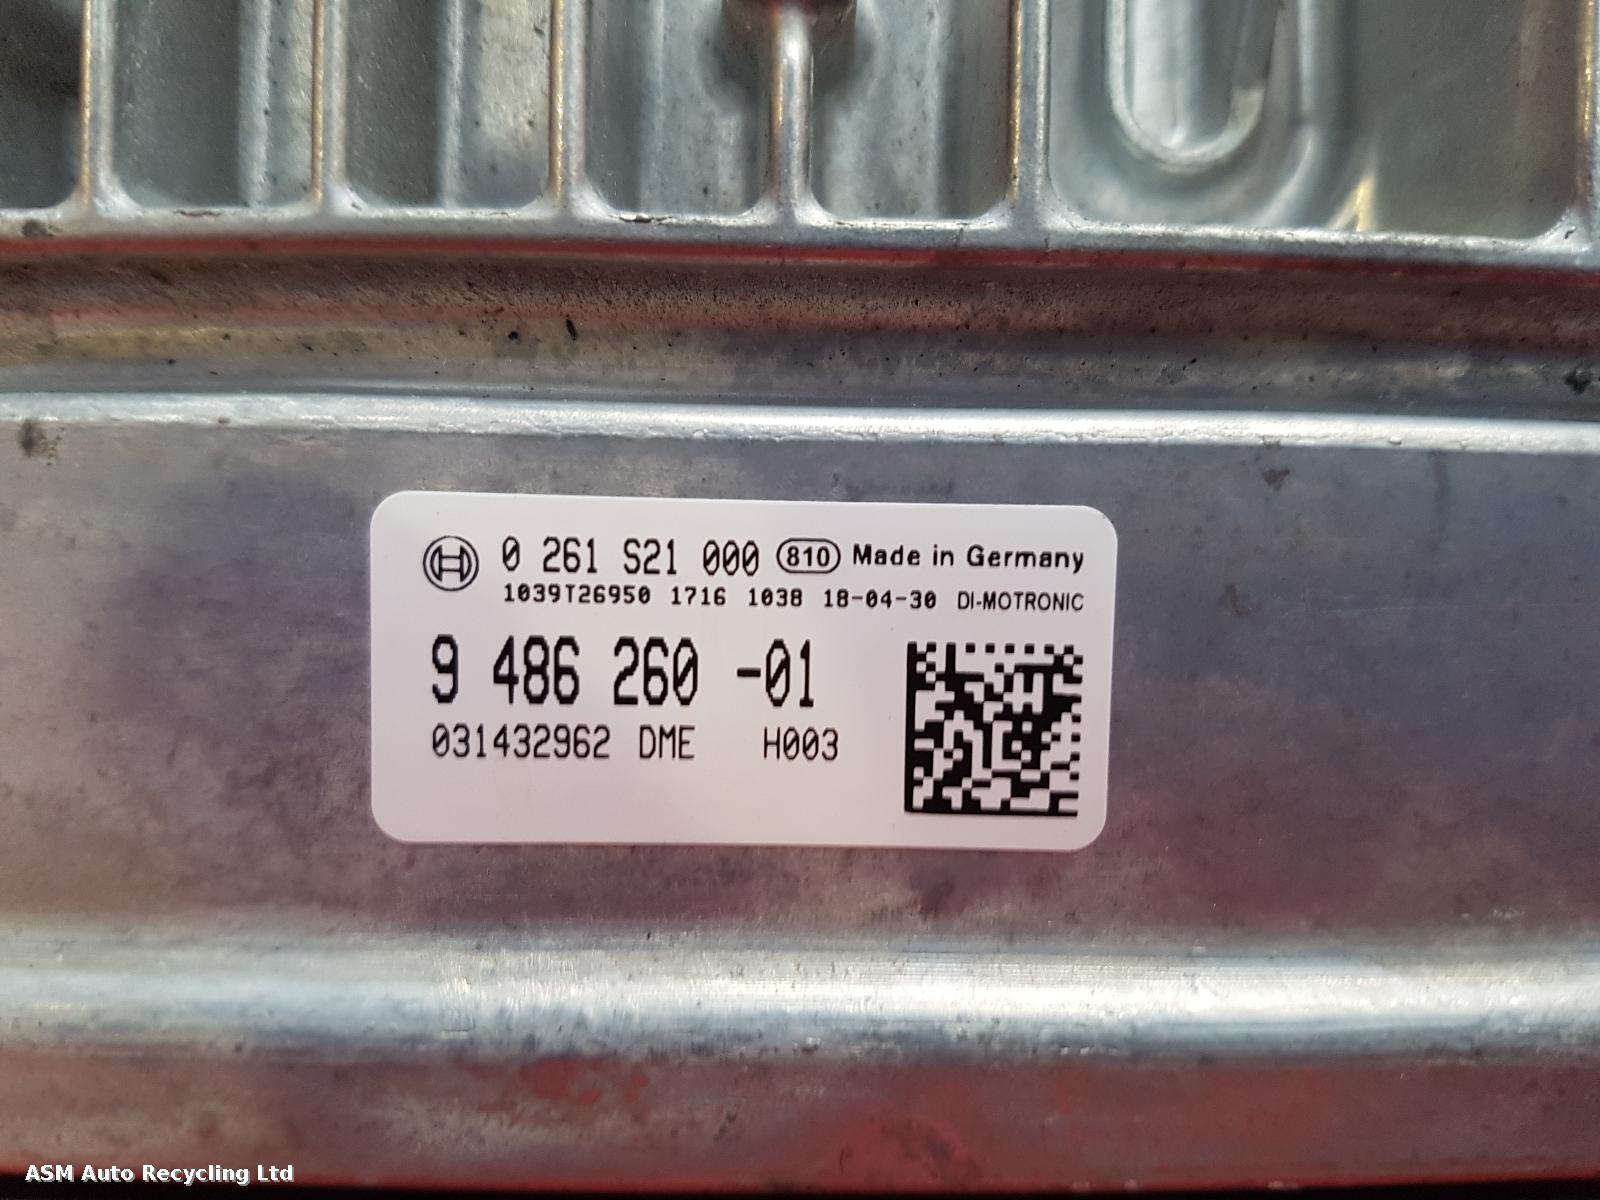 0 261 S21 000 810 Made in Germany
1039T26950 1716 1038 18-04-30 DI-MOTRONIC
9 486 260 -01
031432962 DME H003
ASM Auto Recycling Ltd